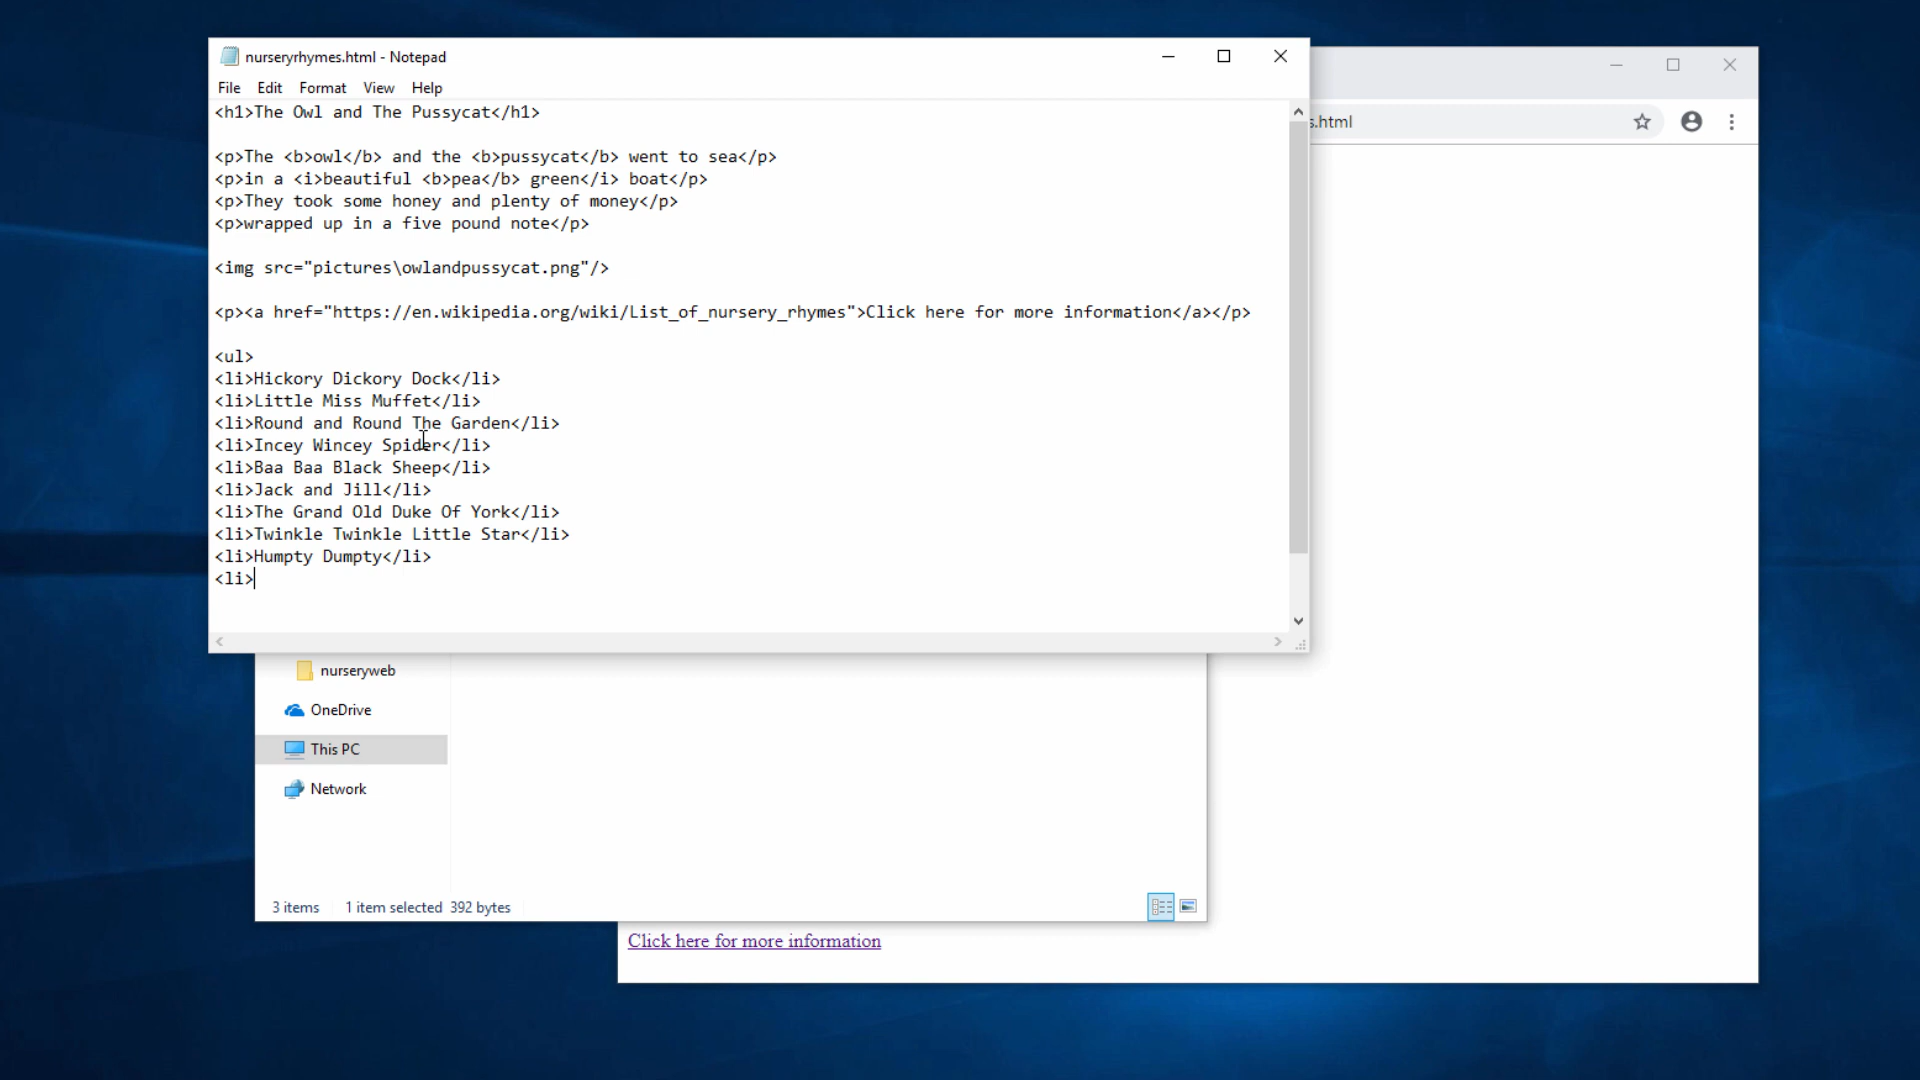 nurseryrhymes.html - Notepad
File Edit Format View Help
<h1>The Owl and The Pussycat</h1>
<p>The <b>owl</b> and the <b>pussycat</b> went to sea</p>
<p>in a <i>beautiful <b>pea</b> green</i> boat</p>
<p>They took some honey and plenty of money</p>
<p>wrapped up in a five pound note</p>
<img src="pictures\owlandpussycat.png"/>
<p><a href="https://en.wikipedia.org/wiki/List_of_nursery_rhymes">Click here for more information</a></p>
<ul>
<li>Hickory Dickory Dock</li>
<li>Little Miss Muffet</li>
<li>Round and Round The Garden</li>
<li>Incey Wincey Spider</li>
<li>Baa Baa Black Sheep</li>
<li>Jack and Jill</li>
<li>The Grand Old Duke Of York</li>
<li>Twinkle Twinkle Little Star</li>
<li>Humpty Dumpty</li>
<li>
s.html
nurseryweb
OneDrive
This PC
Network
3 items 1 item selected 392 bytes
Click here for more information